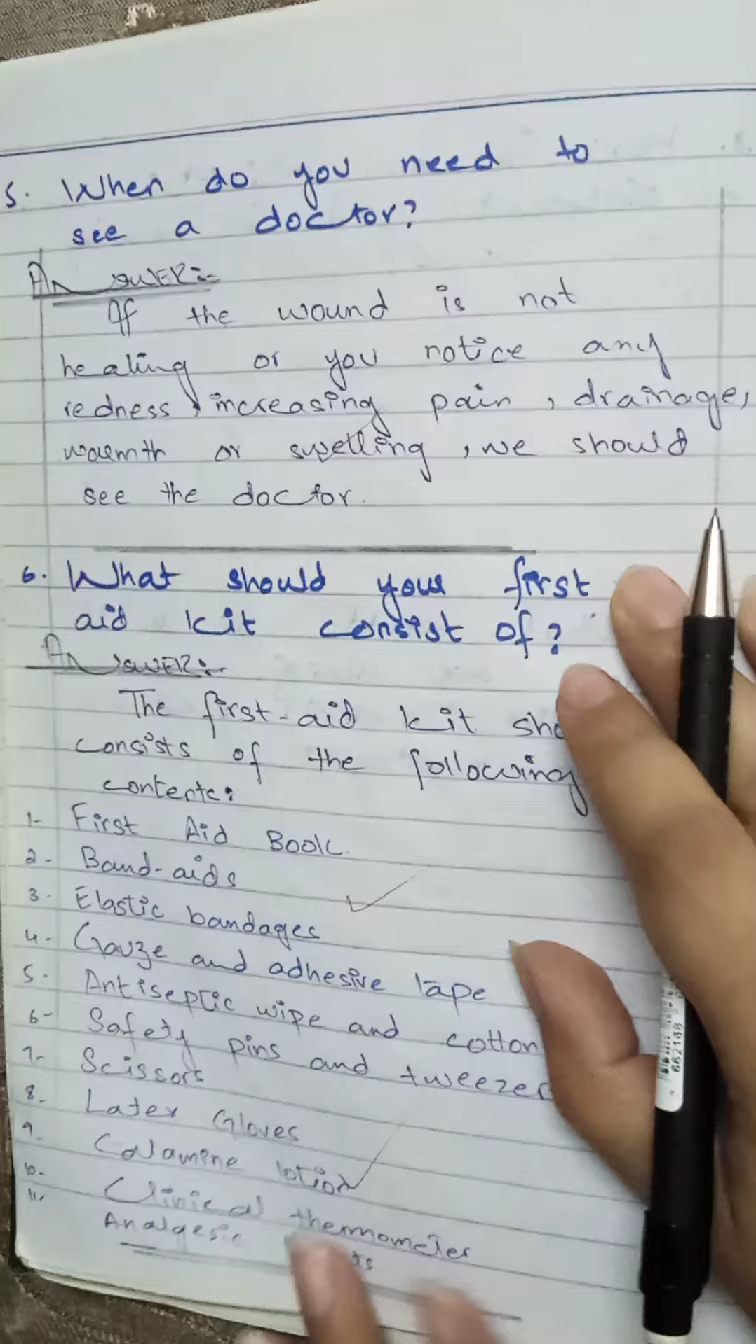 5. When do you need to
see a doctor?
ANSWER:-
If the wound is not
healing or you notice any
redness, increasing pain, drainage,
warmth or swelling, we should
see the doctor.
6. What should your first
aid kit consist of?
ANSWER:-
The first-aid kit
consists of the following
contents:
1- First Aid Book.
2- Band-aids
3- Elastic bandages
4- Gauze and adhesive tape
5- Antiseptic wipe and cotton
6- Safety pins and tweezer
7- Scissors
8- Latex Gloves
9- Calamine lotion
10- Clinical thermometer
11- Analgesic